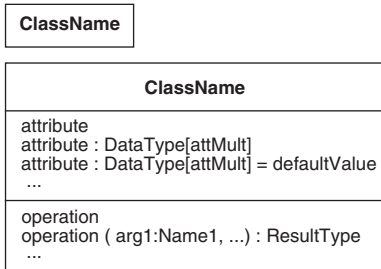 ClassName
ClassName
attribute
attribute : DataType[attMult]
attribute : DataType[attMult] = defaultValue
...
operation
operation ( arg1:Name1, ...) : ResultType
...